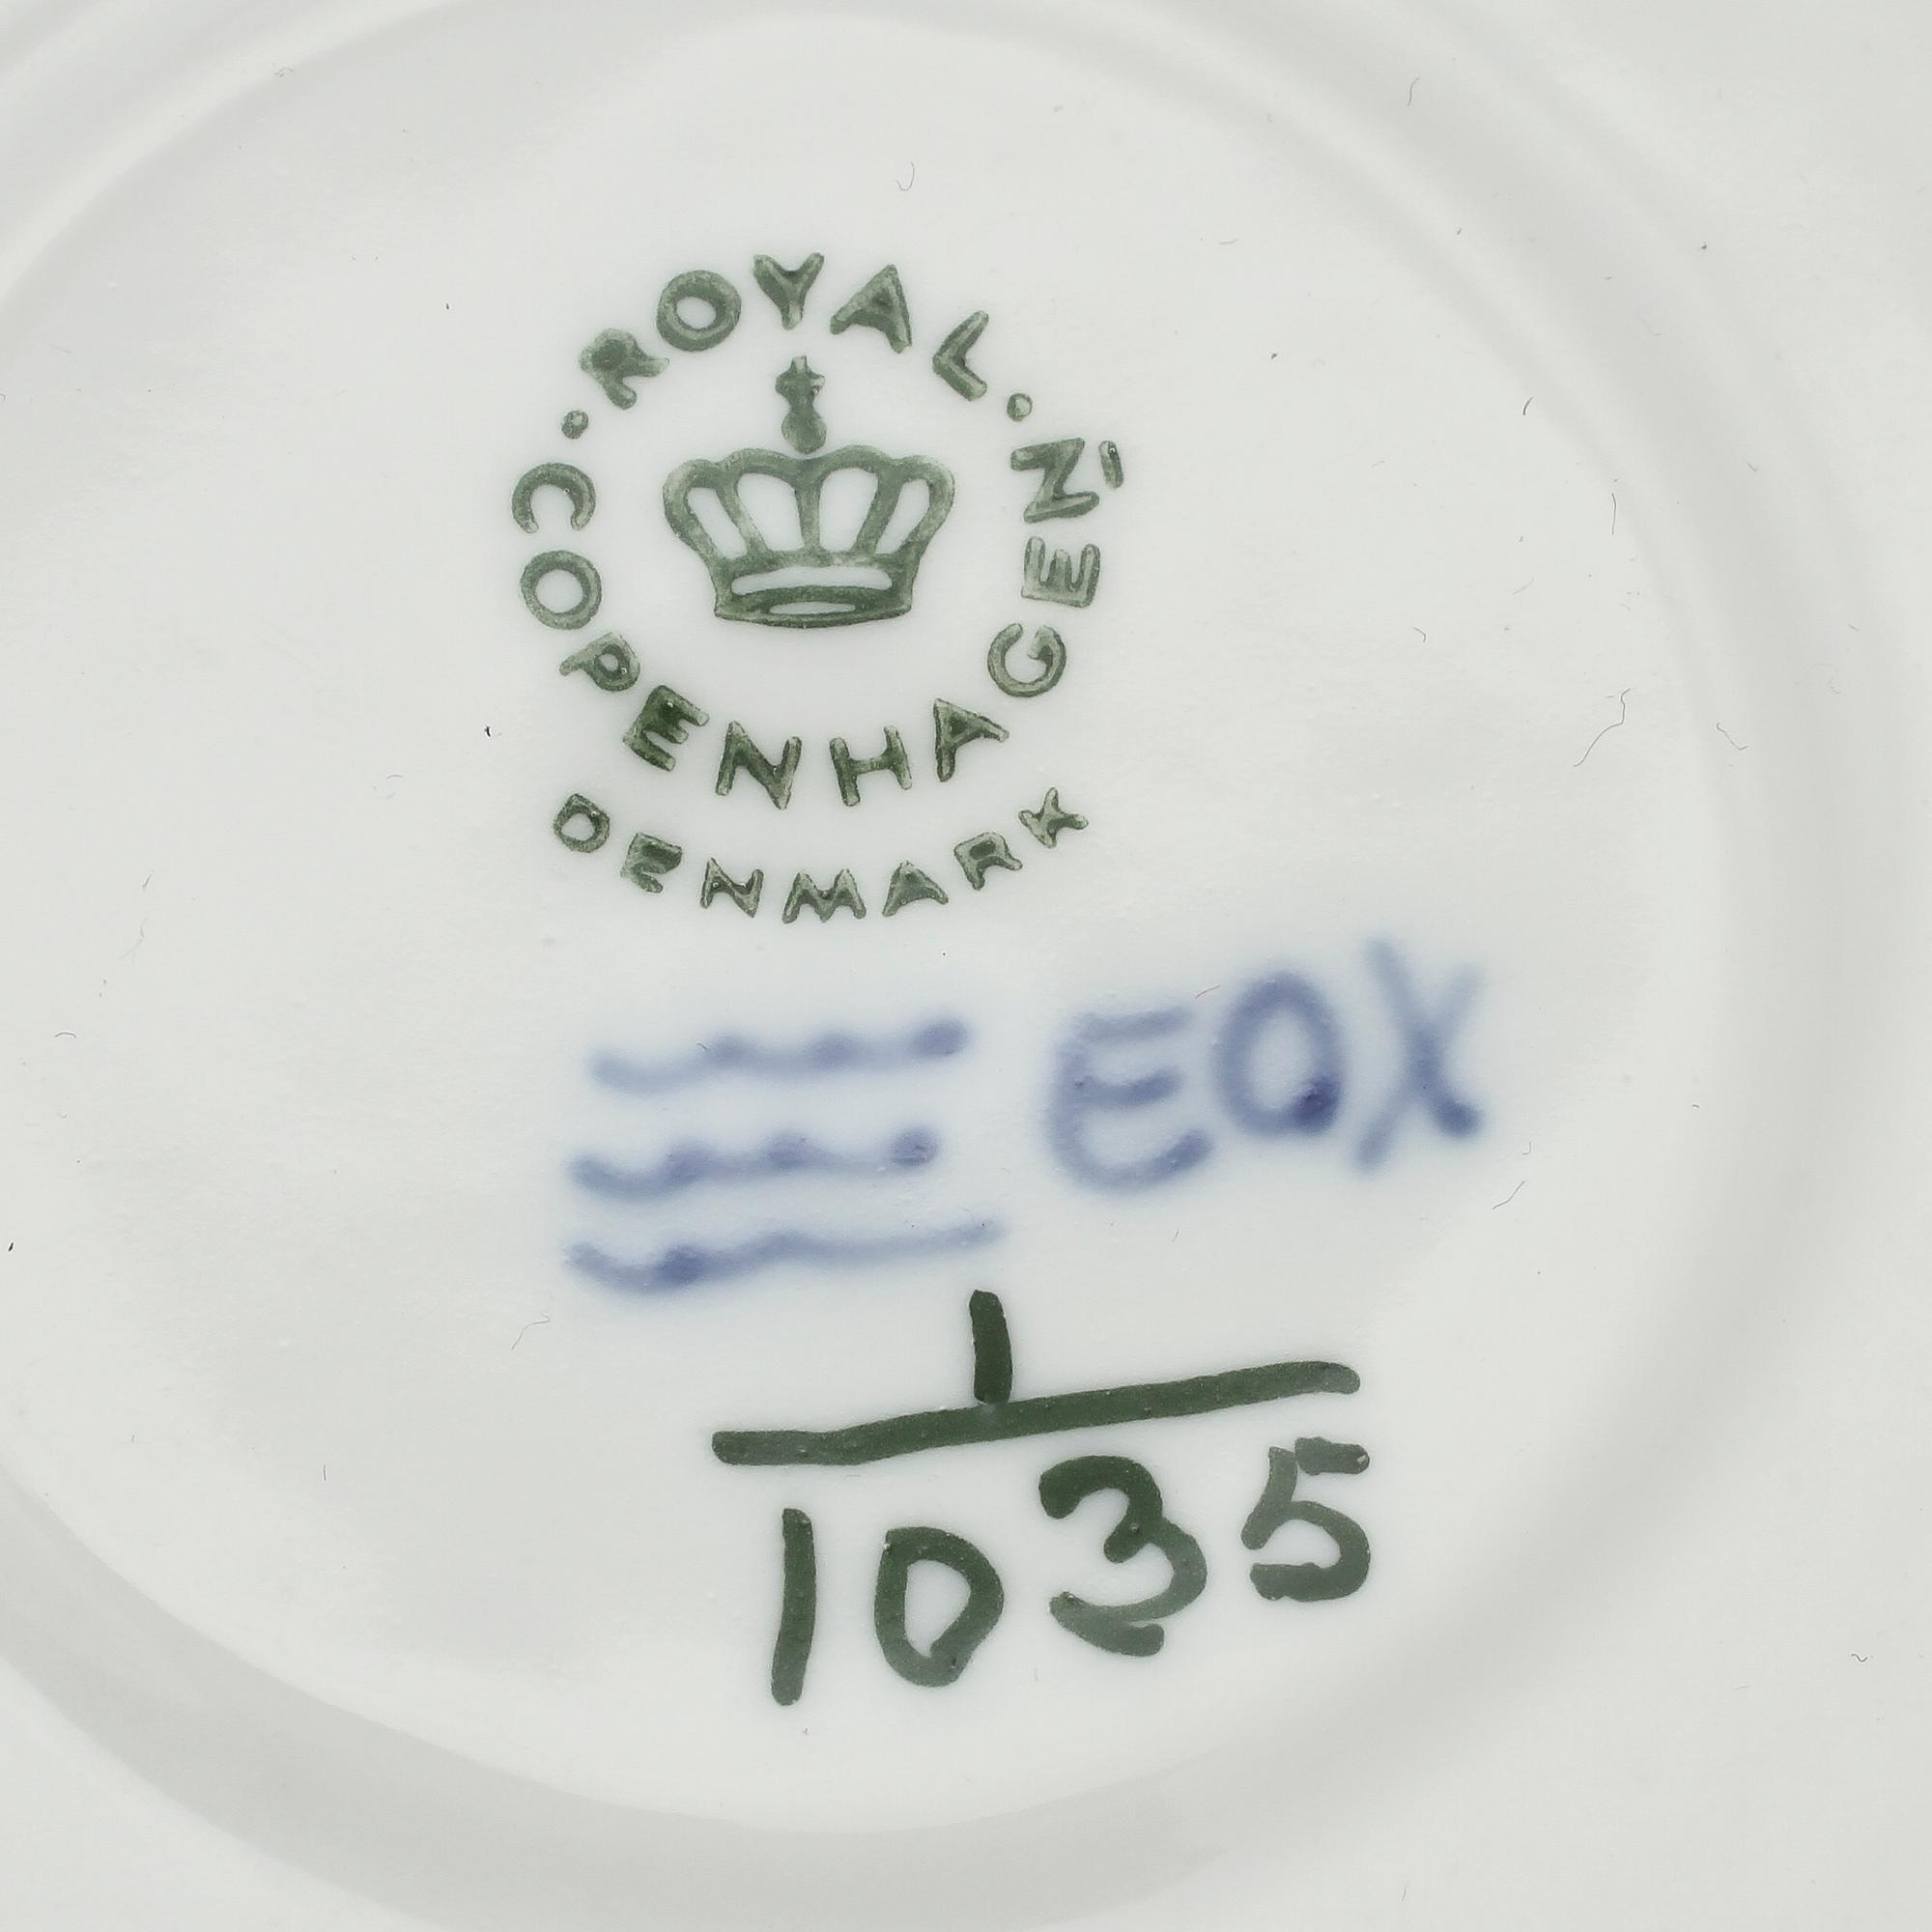 · ROYAL ·
COPENHAGEN
DENMARK
EOX
1
1035